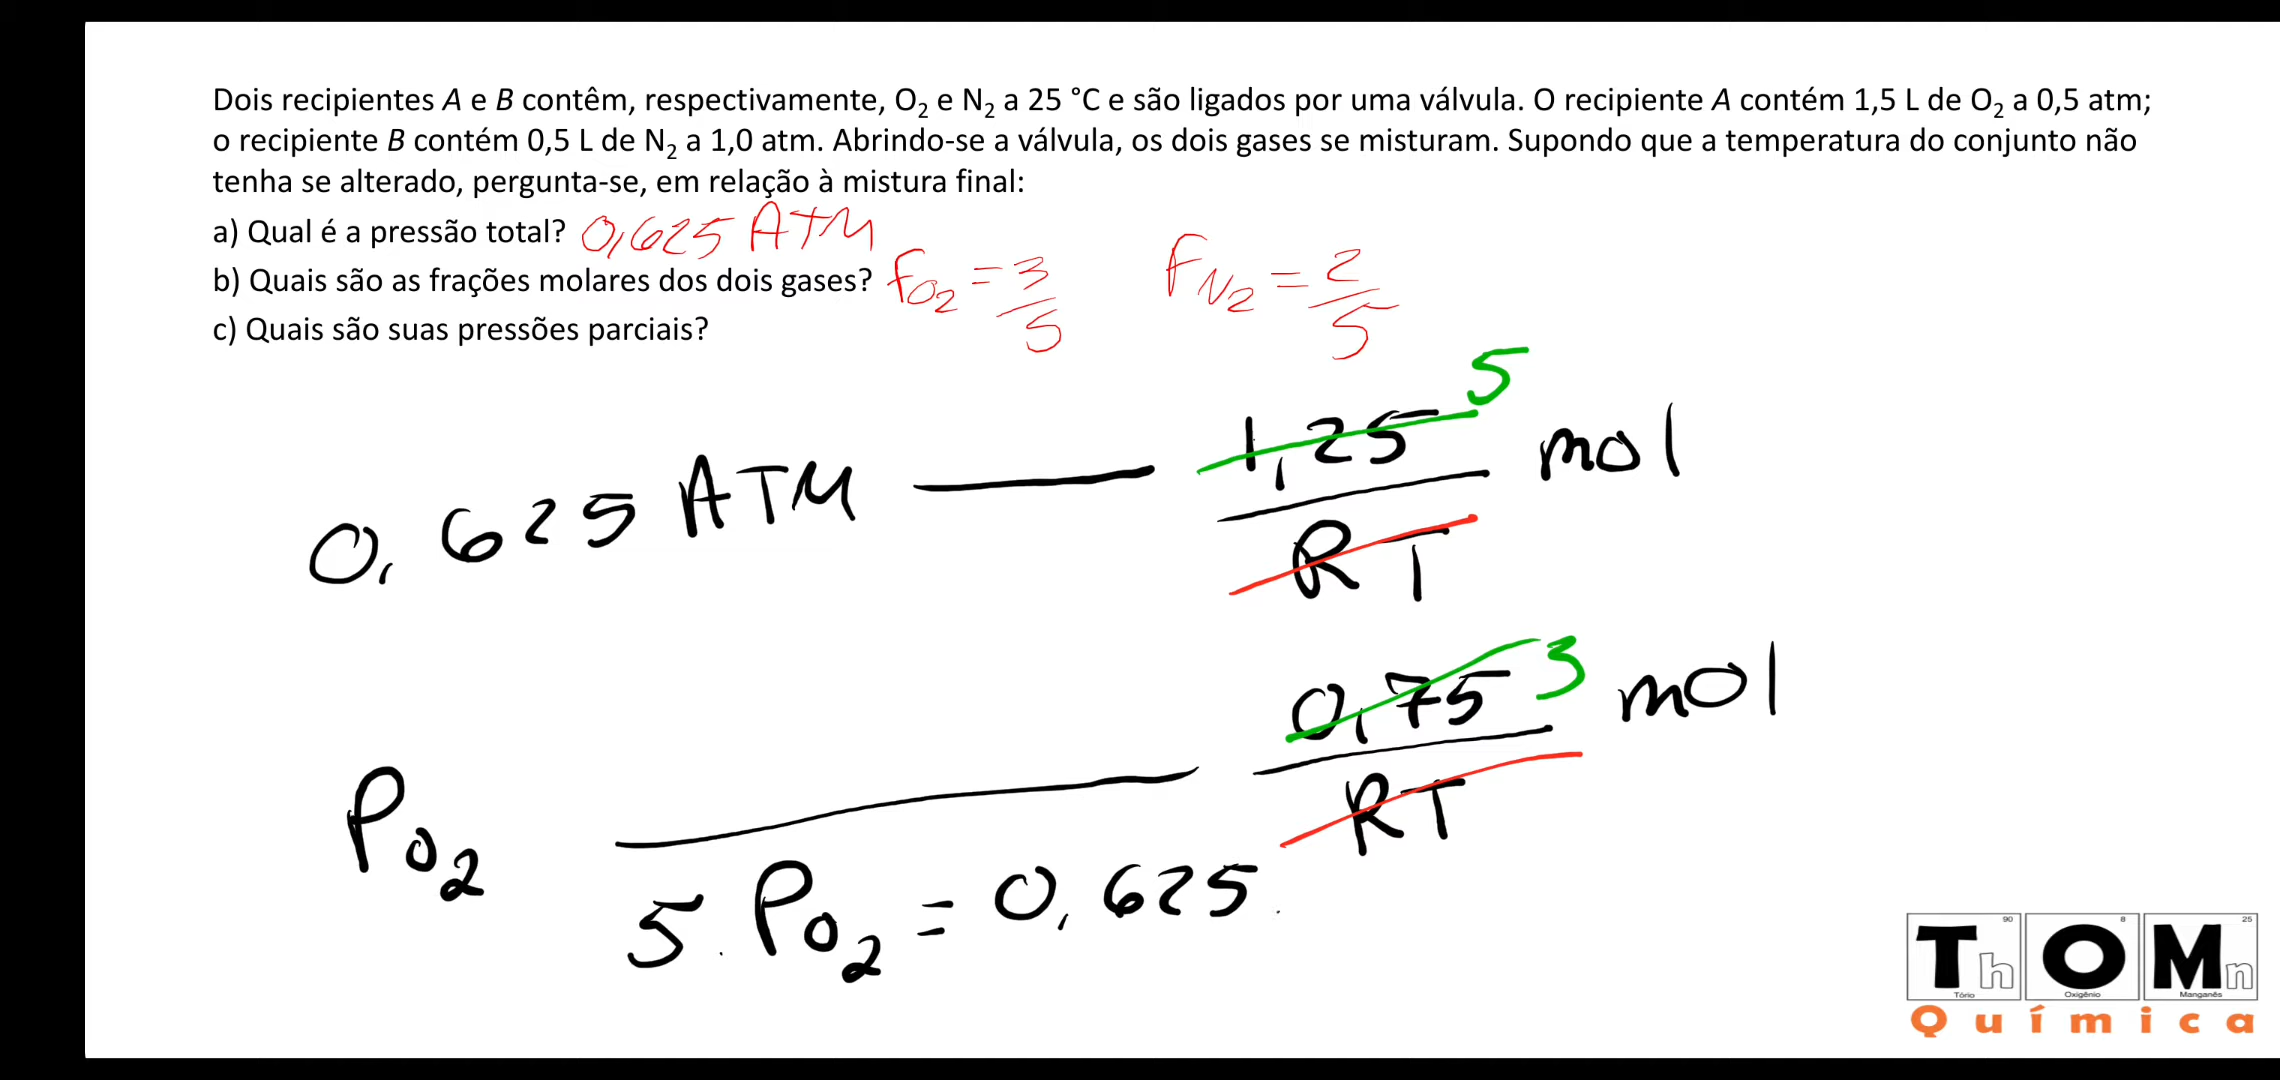 Dois recipientes A e B contêm, respectivamente, O₂ e N₂ a 25 °C e são ligados por uma válvula. O recipiente A contém 1,5 L de O₂ a 0,5 atm;
o recipiente B contém 0,5 L de N₂ a 1,0 atm. Abrindo-se a válvula, os dois gases se misturam. Supondo que a temperatura do conjunto não
tenha se alterado, pergunta-se, em relação à mistura final:
a) Qual é a pressão total? 0,625 ATM
b) Quais são as frações molares dos dois gases? fO₂ = 3/5 FN₂ = 2/5
c) Quais são suas pressões parciais?
5
0,625 ATM — 1,25/RT mol
3
PO₂ — 0,75/RT mol
5. PO₂ = 0,625.
90 8 25
Th O Mn
Tório Oxigênio Manganês
Química